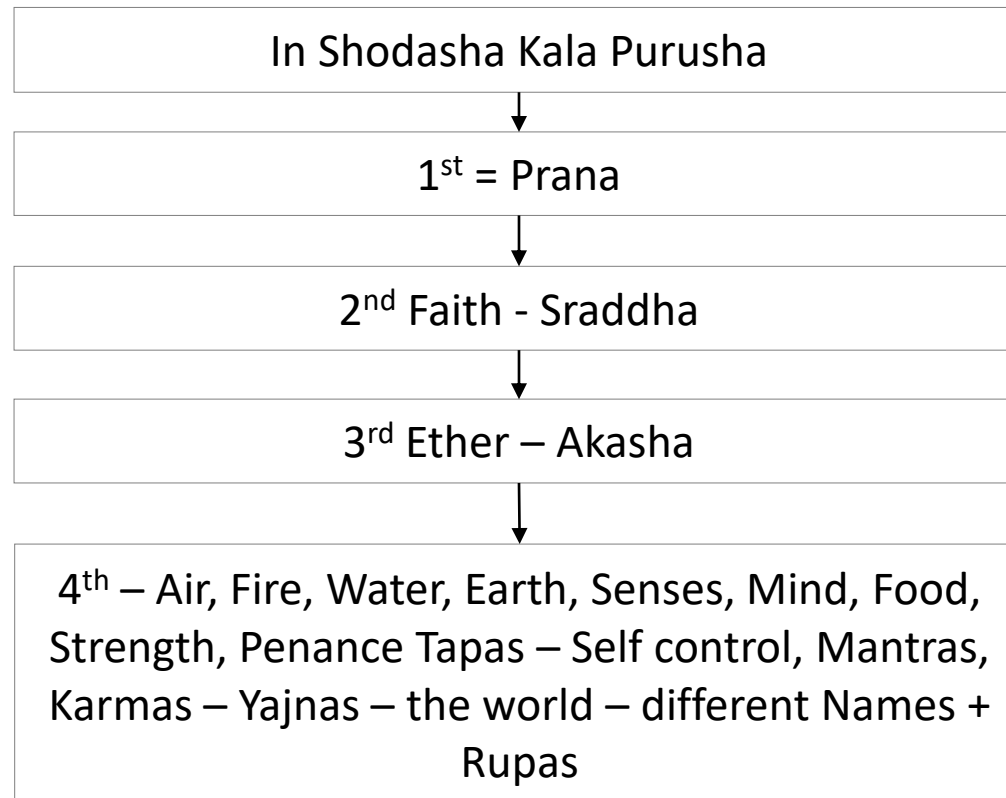 In Shodasha Kala Purusha
1st = Prana
2nd Faith - Sraddha
3rd Ether – Akasha
4th – Air, Fire, Water, Earth, Senses, Mind, Food,
Strength, Penance Tapas – Self control, Mantras,
Karmas – Yajnas – the world – different Names +
Rupas